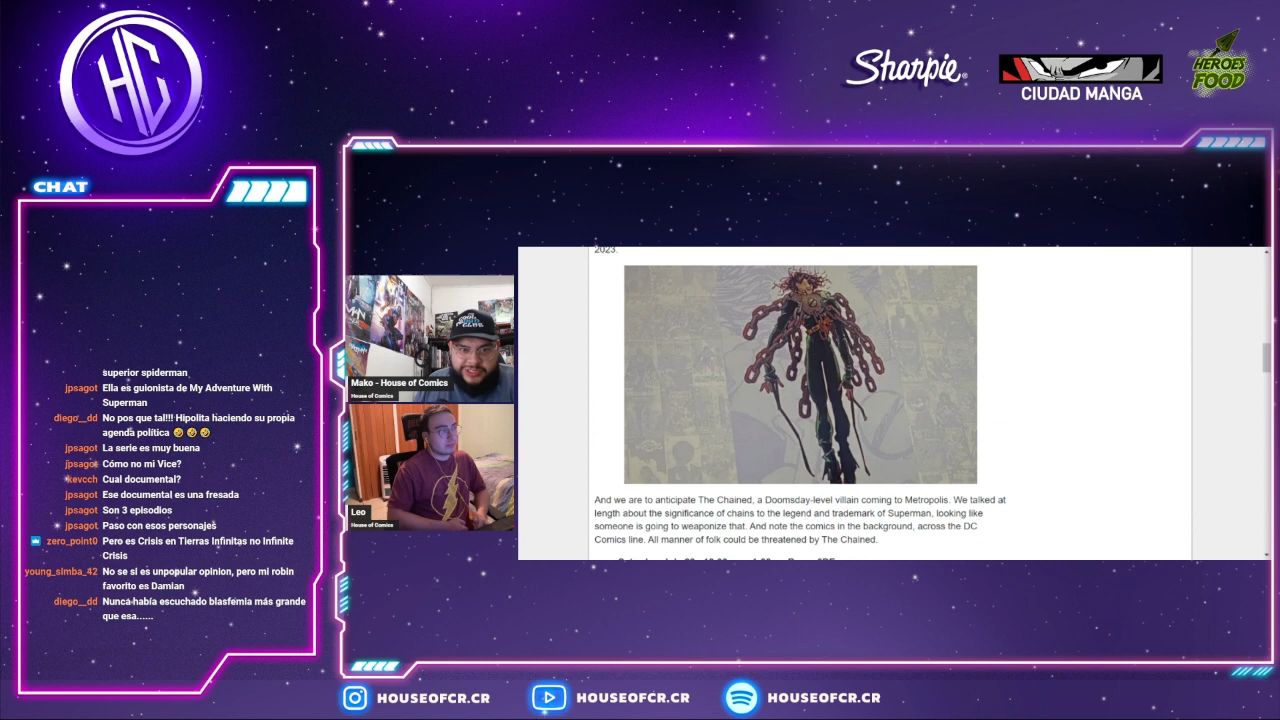 HC
Sharpie®
CIUDAD MANGA
HEROES
FOOD
CHAT
superior spiderman
jpsagot Ella es guionista de My Adventure With
Superman
diego__dd No pos que tal!!! Hipolita haciendo su propia
agenda política 🤣 🤣 🤣
jpsagot La serie es muy buena
jpsagot Cómo no mi Vice?
kevcch Cual documental?
jpsagot Ese documental es una fresada
jpsagot Son 3 episodios
jpsagot Paso con esos personajes
zero_point0 Pero es Crisis en Tierras Infinitas no Infinite
Crisis
young_simba_42 No se si es unpopular opinion, pero mi robin
favorito es Damian
diego__dd Nunca había escuchado blasfemia más grande
que esa......
Mako - House of Comics
House of Comics
Leo
House of Comics
2023.
And we are to anticipate The Chained, a Doomsday-level villain coming to Metropolis. We talked at
length about the significance of chains to the legend and trademark of Superman, looking like
someone is going to weaponize that. And note the comics in the background, across the DC
Comics line. All manner of folk could be threatened by The Chained.
HOUSEOFCR.CR
HOUSEOFCR.CR
HOUSEOFCR.CR